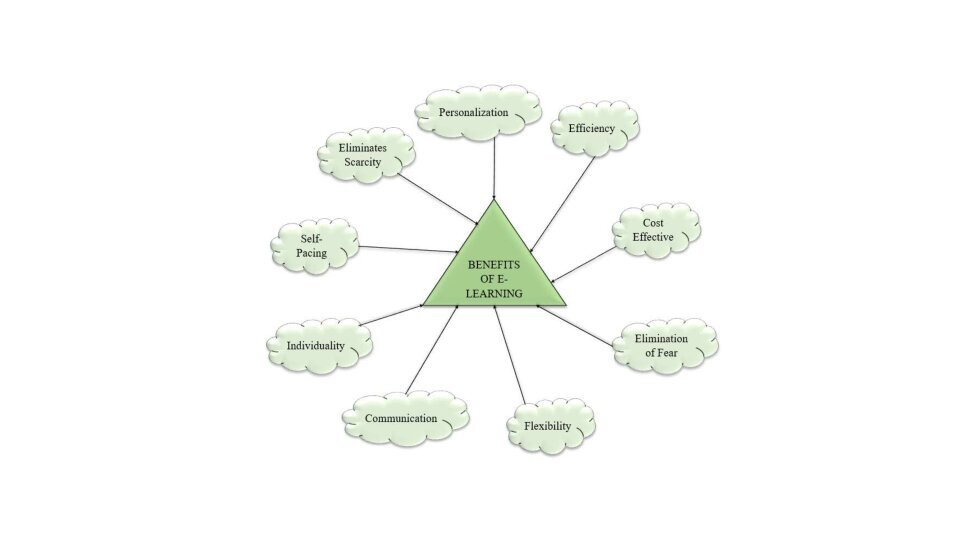 Personalization
Efficiency
Eliminates
Scarcity
Cost
Effective
Self-
Pacing
BENEFITS
OF E-
LEARNING
Individuality
Elimination
of Fear
Communication
Flexibility